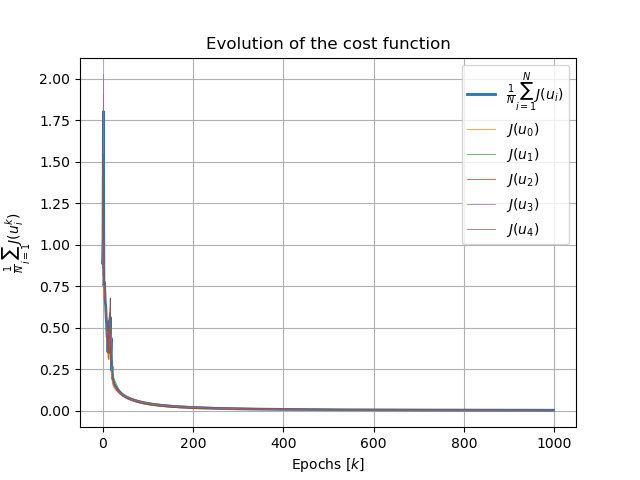 Evolution of the cost function
2.00
1.75
1.50
1.25
1.00
0.75
0.50
0.25
0.00
0
200
400
600
800
1000
Epochs [k]
1/N ∑_{i=1} J(u_i^k)
1/N ∑_{i=1}^{N} J(u_i)
J(u_0)
J(u_1)
J(u_2)
J(u_3)
J(u_4)